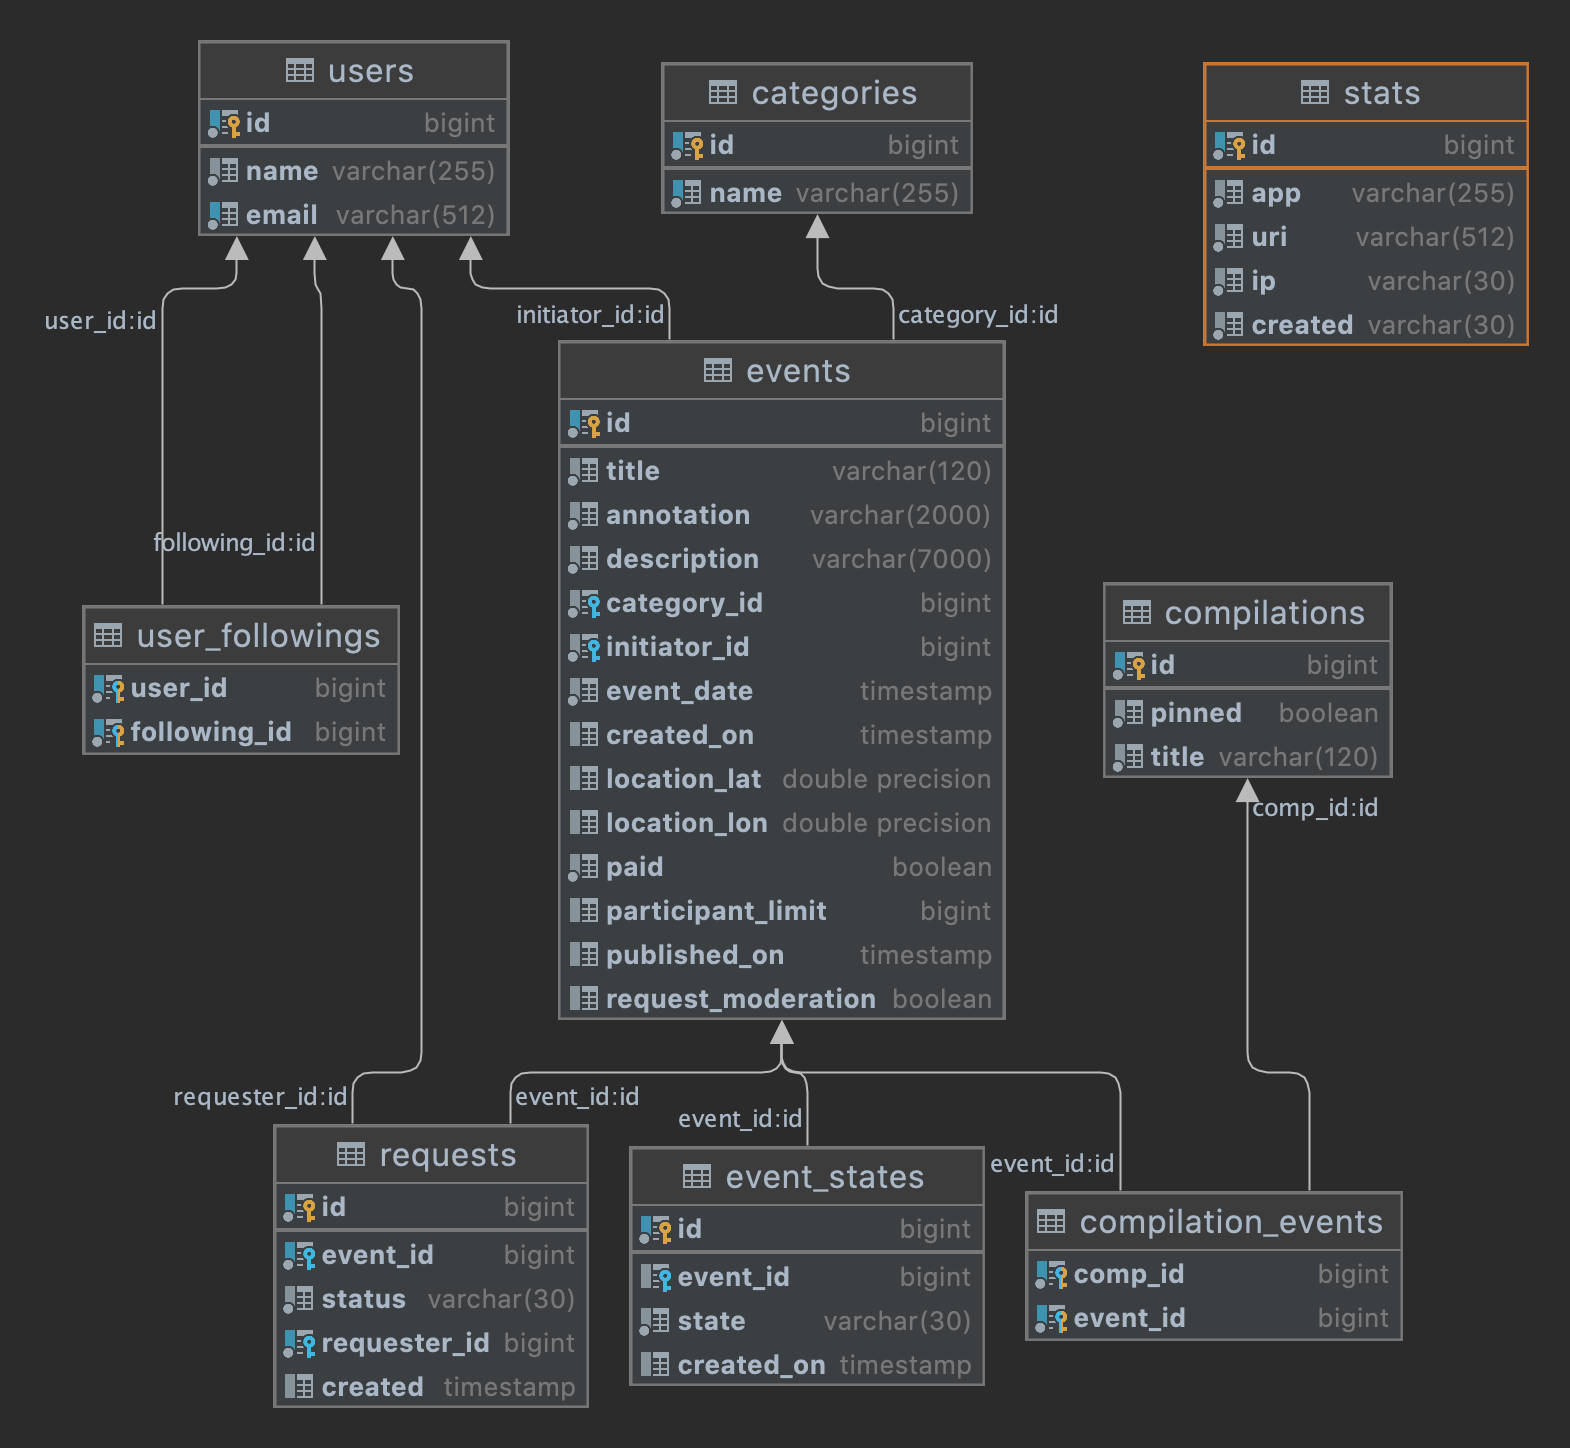 users
id bigint
name varchar(255)
email varchar(512)
categories
id bigint
name varchar(255)
stats
id bigint
app varchar(255)
uri varchar(512)
ip varchar(30)
created varchar(30)
user_id:id
initiator_id:id
category_id:id
following_id:id
events
id bigint
title varchar(120)
annotation varchar(2000)
description varchar(7000)
category_id bigint
initiator_id bigint
event_date timestamp
created_on timestamp
location_lat double precision
location_lon double precision
paid boolean
participant_limit bigint
published_on timestamp
request_moderation boolean
user_followings
user_id bigint
following_id bigint
compilations
id bigint
pinned boolean
title varchar(120)
comp_id:id
requester_id:id
event_id:id
event_id:id
event_id:id
requests
id bigint
event_id bigint
status varchar(30)
requester_id bigint
created timestamp
event_states
id bigint
event_id bigint
state varchar(30)
created_on timestamp
compilation_events
comp_id bigint
event_id bigint